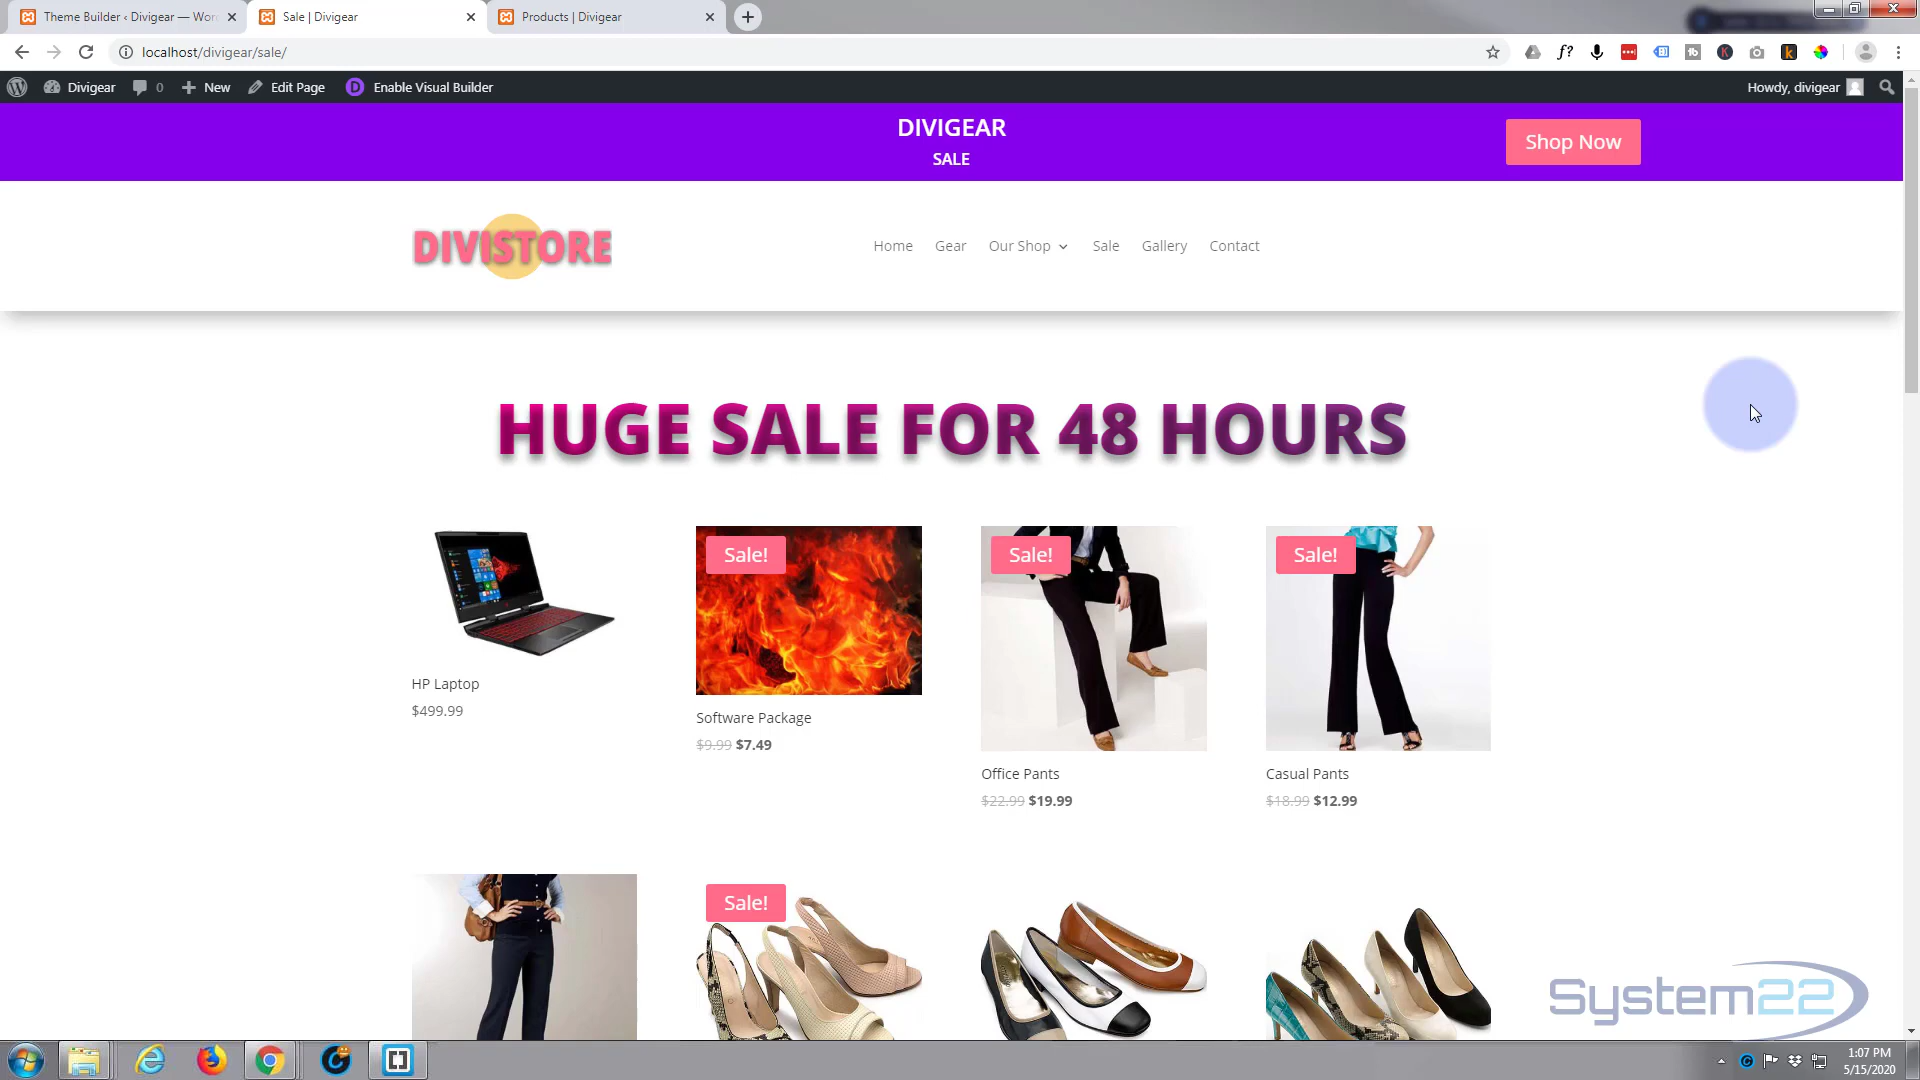 Theme Builder ‹ Divigear — Wor
Sale | Divigear
Products | Divigear
localhost/divigear/sale/
Divigear
0
New
Edit Page
Enable Visual Builder
Howdy, divigear
DIVIGEAR
SALE
Shop Now
DIVISTORE
Home
Gear
Our Shop
Sale
Gallery
Contact
HUGE SALE FOR 48 HOURS
Sale!
Sale!
Sale!
HP Laptop
$499.99
Software Package
$9.99 $7.49
Office Pants
$22.99 $19.99
Casual Pants
$18.99 $12.99
Sale!
System22
1:07 PM
5/15/2020